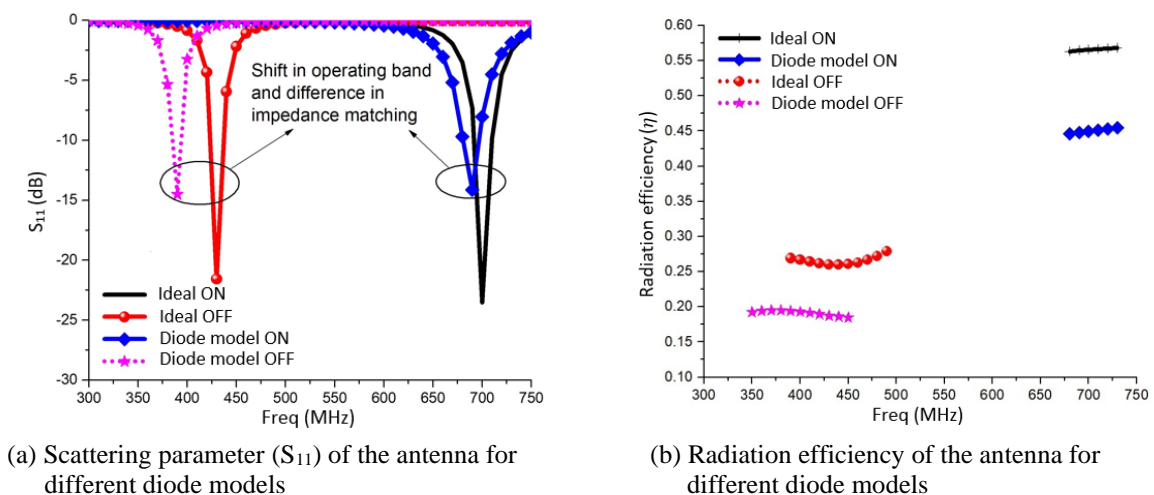 0
-5
-10
-15
-20
-25
-30
S₁₁ (dB)
Shift in operating band
and difference in
impedance matching
Ideal ON
Ideal OFF
Diode model ON
Diode model OFF
300 350 400 450 500 550 600 650 700 750
Freq (MHz)
(a) Scattering parameter (S₁₁) of the antenna for
different diode models
0.60
0.55
0.50
0.45
0.40
0.35
0.30
0.25
0.20
0.15
0.10
Radiation efficiency (η)
Ideal ON
Diode model ON
Ideal OFF
Diode model OFF
300 350 400 450 500 550 600 650 700 750
Freq (MHz)
(b) Radiation efficiency of the antenna for
different diode models